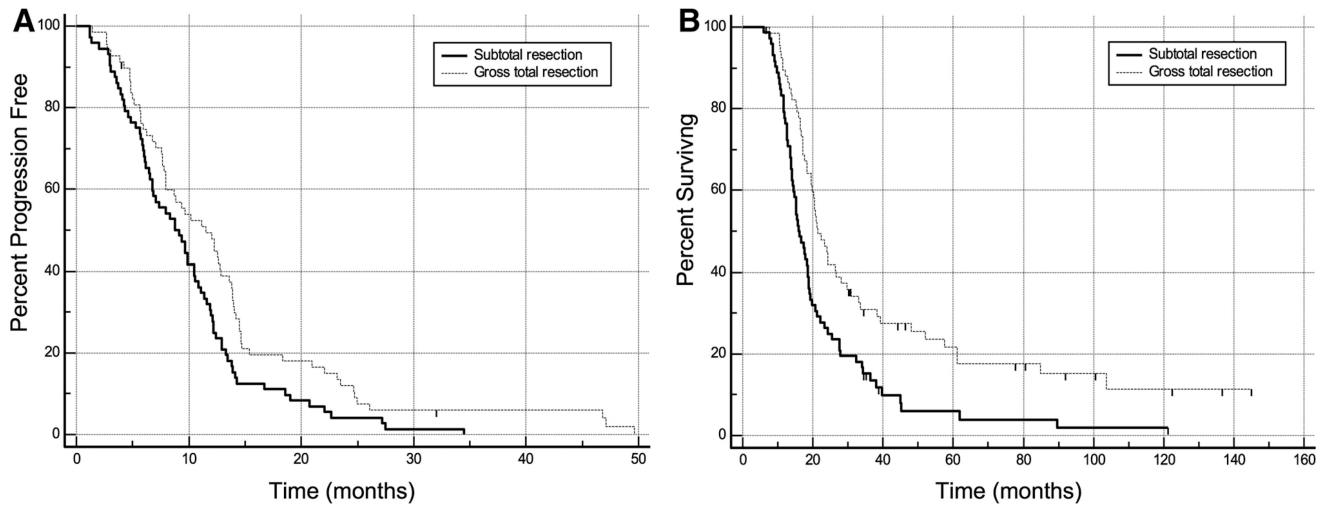 A
Percent Progression Free
100
80
60
40
20
0
Subtotal resection
Gross total resection
0 10 20 30 40 50
Time (months)
B
Percent Survivng
100
80
60
40
20
0
Subtotal resection
Gross total resection
0 20 40 60 80 100 120 140 160
Time (months)